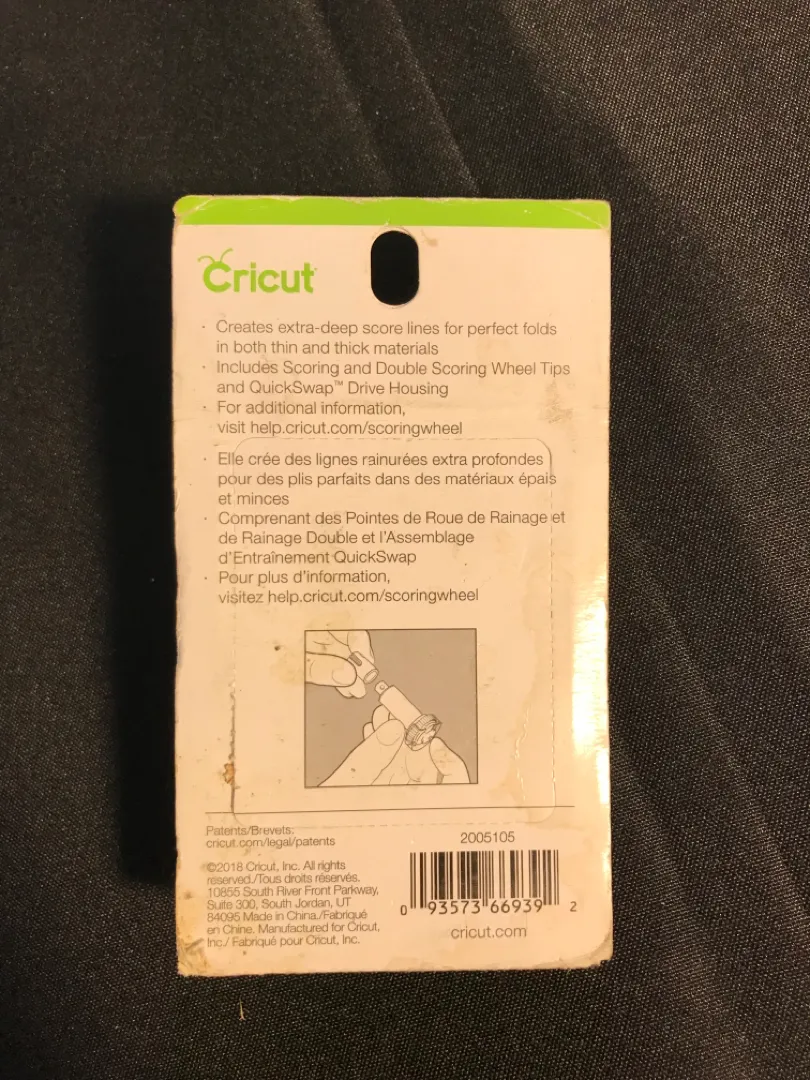 Cricut
· Creates extra-deep score lines for perfect folds
in both thin and thick materials
· Includes Scoring and Double Scoring Wheel Tips
and QuickSwap™ Drive Housing
· For additional information,
visit help.cricut.com/scoringwheel
· Elle crée des lignes rainurées extra profondes
pour des plis parfaits dans des matériaux épais
et minces
· Comprenant des Pointes de Roue de Rainage et
de Rainage Double et l'Assemblage
d'Entraînement QuickSwap
· Pour plus d'information,
visitez help.cricut.com/scoringwheel
Patents/Brevets:
cricut.com/legal/patents
©2018 Cricut, Inc. All rights
reserved./Tous droits réservés.
10855 South River Front Parkway,
Suite 300, South Jordan, UT
84095 Made in China./Fabriqué
en Chine. Manufactured for Cricut,
Inc./ Fabriqué pour Cricut, Inc.
2005105
0 93573 66939 2
cricut.com